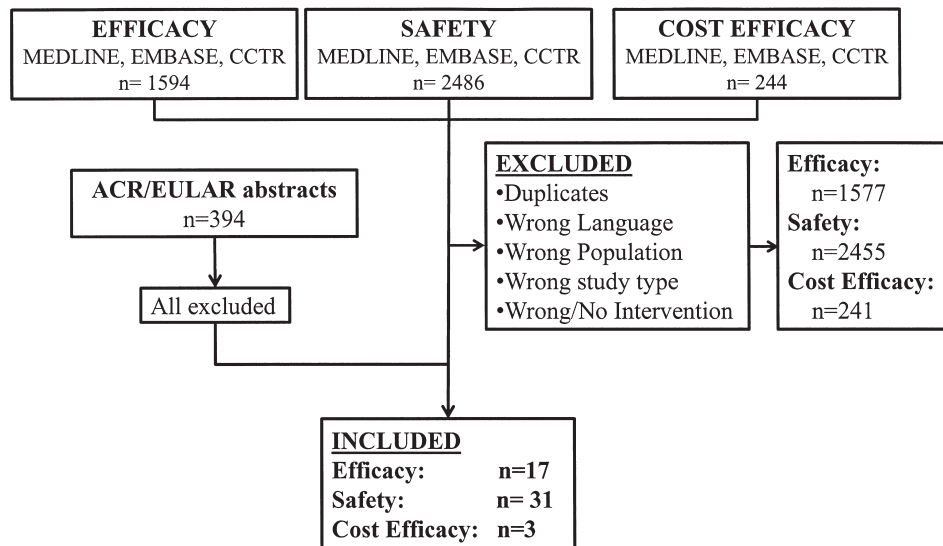 EFFICACY
MEDLINE, EMBASE, CCTR
n= 1594
SAFETY
MEDLINE, EMBASE, CCTR
n= 2486
COST EFFICACY
MEDLINE, EMBASE, CCTR
n= 244
ACR/EULAR abstracts
n=394
All excluded
EXCLUDED
•Duplicates
•Wrong Language
•Wrong Population
•Wrong study type
•Wrong/No Intervention
Efficacy:
n=1577
Safety:
n=2455
Cost Efficacy:
n=241
INCLUDED
Efficacy: n=17
Safety: n= 31
Cost Efficacy: n=3